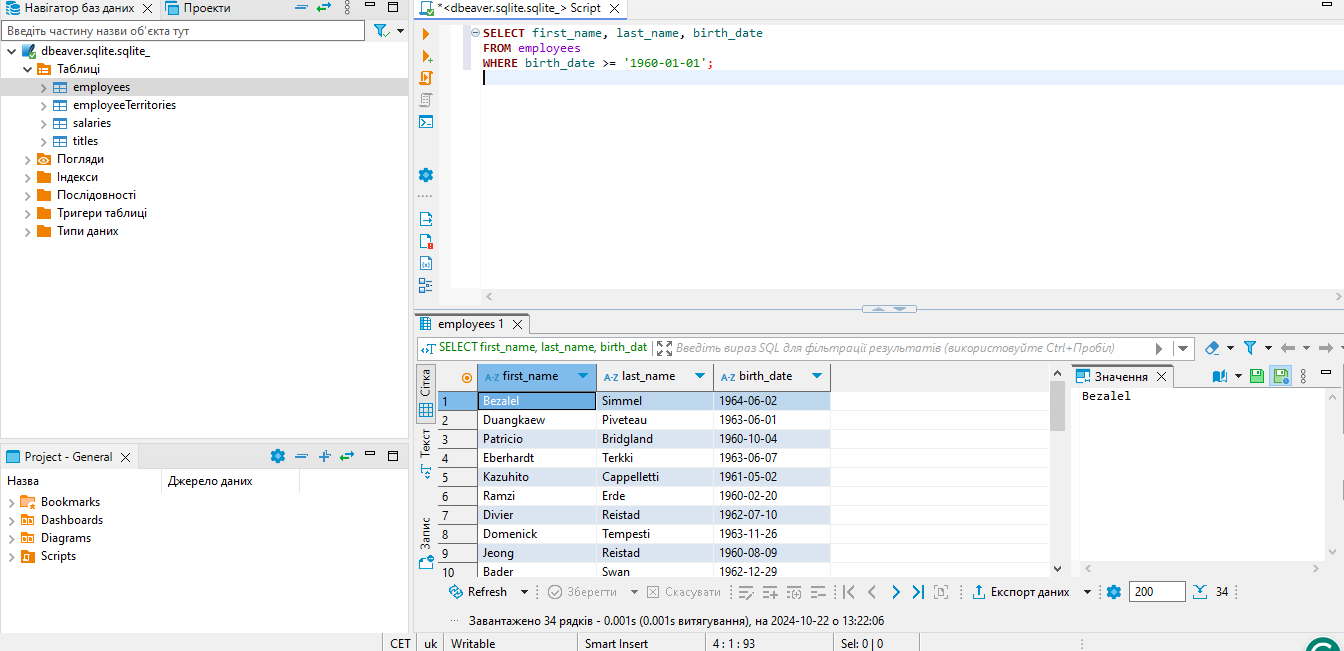 Навігатор баз даних
Проекти
Введіть частину назви об'єкта тут
dbeaver.sqlite.sqlite_
Таблиці
employees
employeeTerritories
salaries
titles
Погляди
Індекси
Послідовності
Тригери таблиці
Типи даних
Project - General
Назва
Джерело даних
Bookmarks
Dashboards
Diagrams
Scripts
*<dbeaver.sqlite.sqlite_> Script
SELECT first_name, last_name, birth_date
FROM employees
WHERE birth_date >= '1960-01-01';
employees 1
SELECT first_name, last_name, birth_dat
Введіть вираз SQL для фільтрації результатів (використовуйте Ctrl+Пробіл)
Сітка
Текст
Запис
A-Z first_name A-Z last_name A-Z birth_date
1 Bezalel Simmel 1964-06-02
2 Duangkaew Piveteau 1963-06-01
3 Patricio Bridgland 1960-10-04
4 Eberhardt Terkki 1963-06-07
5 Kazuhito Cappelletti 1961-05-02
6 Ramzi Erde 1960-02-20
7 Divier Reistad 1962-07-10
8 Domenick Tempesti 1963-11-26
9 Jeong Reistad 1960-08-09
10 Bader Swan 1962-12-29
Значення
Bezalel
Refresh
Зберегти
Скасувати
Експорт даних
200
34
Завантажено 34 рядків - 0.001s (0.001s витягування), на 2024-10-22 о 13:22:06
CET
uk
Writable
Smart Insert
4 : 1 : 93
Sel: 0 | 0